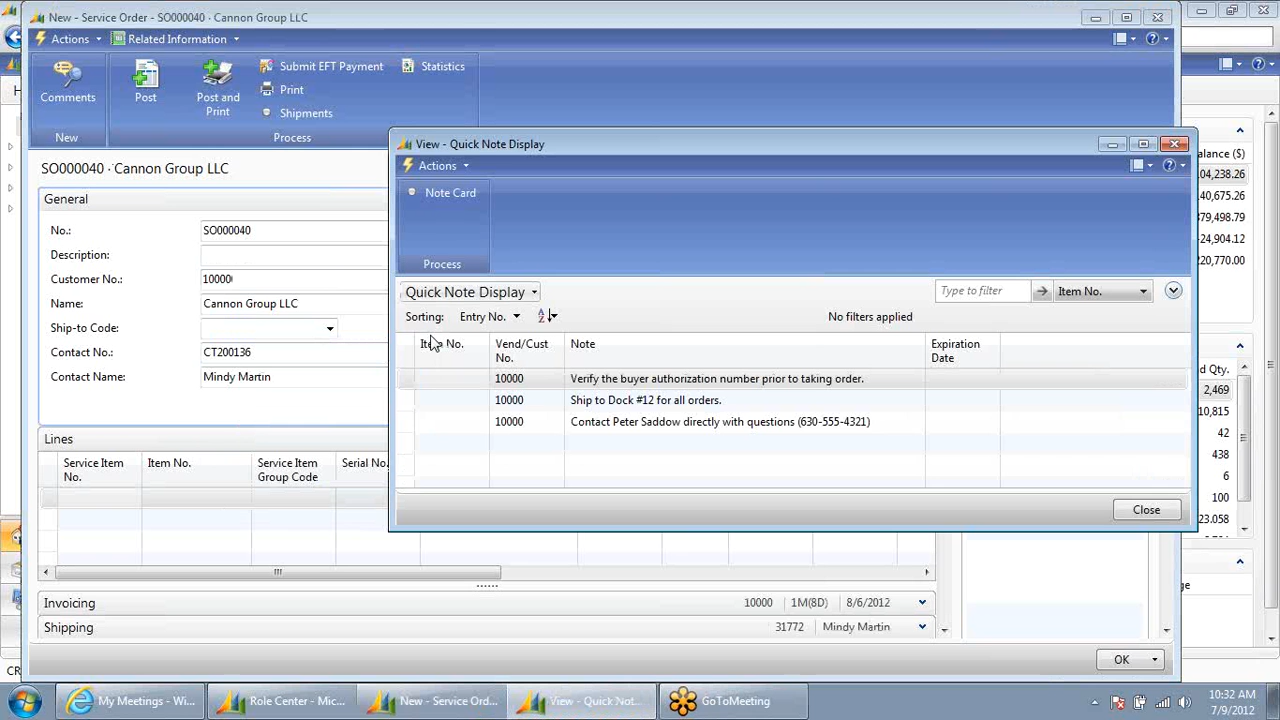 New - Service Order - SO000040 · Cannon Group LLC
Actions
Related Information
Comments
New
Post
Post and Print
Submit EFT Payment
Print
Shipments
Statistics
Process
SO000040 · Cannon Group LLC
General
No.:
SO000040
Description:
Customer No.:
10000
Name:
Cannon Group LLC
Ship-to Code:
Contact No.:
CT200136
Contact Name:
Mindy Martin
Lines
Service Item No.
Item No.
Service Item Group Code
Serial No.
Invoicing
10000
1M(8D)
8/6/2012
Shipping
31772
Mindy Martin
OK
View - Quick Note Display
Actions
Note Card
Process
Quick Note Display
Type to filter
Item No.
Sorting:
Entry No.
No filters applied
Item No.
Vend/Cust No.
Note
Expiration Date
10000
Verify the buyer authorization number prior to taking order.
10000
Ship to Dock #12 for all orders.
10000
Contact Peter Saddow directly with questions (630-555-4321)
Close
alance ($)
04,238.26
140,675.26
379,498.79
-24,904.12
220,770.00
d Qty.
2,469
10,815
42
438
6
100
23.058
My Meetings - Wi...
Role Center - Mic...
New - Service Ord...
View - Quick Not...
GoToMeeting
10:32 AM
7/9/2012